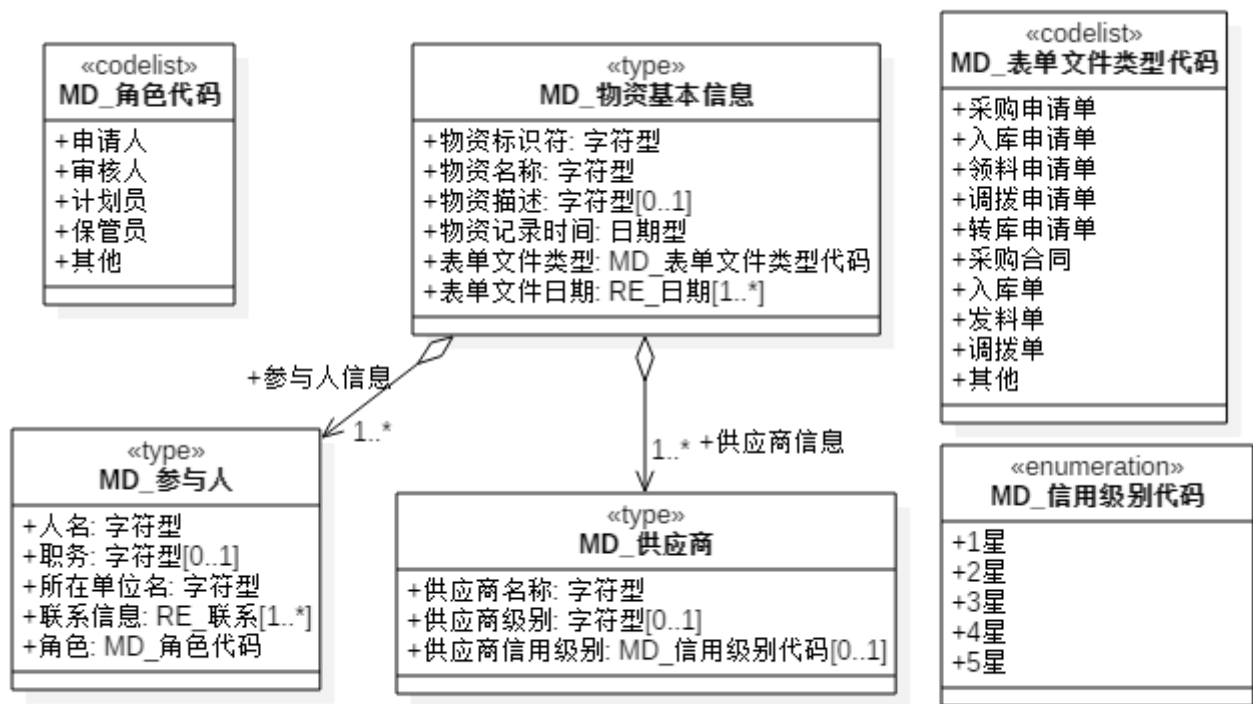 «codelist»
MD_角色代码
+申请人
+审核人
+计划员
+保管员
+其他
«type»
MD_物资基本信息
+物资标识符: 字符型
+物资名称: 字符型
+物资描述: 字符型[0..1]
+物资记录时间: 日期型
+表单文件类型: MD_表单文件类型代码
+表单文件日期: RE_日期[1..*]
«codelist»
MD_表单文件类型代码
+采购申请单
+入库申请单
+领料申请单
+调拨申请单
+转库申请单
+采购合同
+入库单
+发料单
+调拨单
+其他
+参与人信息
1..*
1..*
+供应商信息
«type»
MD_参与人
+人名: 字符型
+职务: 字符型[0..1]
+所在单位名: 字符型
+联系信息: RE_联系[1..*]
+角色: MD_角色代码
«type»
MD_供应商
+供应商名称: 字符型
+供应商级别: 字符型[0..1]
+供应商信用级别: MD_信用级别代码[0..1]
«enumeration»
MD_信用级别代码
+1星
+2星
+3星
+4星
+5星